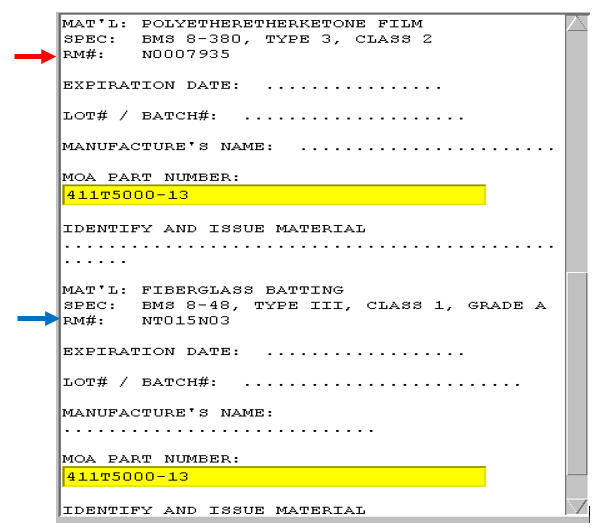 MAT'L: POLYETHERETHERKETONE FILM
SPEC: BMS 8-380, TYPE 3, CLASS 2
RM#: N0007935
EXPIRATION DATE: ................
LOT# / BATCH#: ....................
MANUFACTURE'S NAME: .......................
MOA PART NUMBER:
411T5000-13
IDENTIFY AND ISSUE MATERIAL
............................................
......
MAT'L: FIBERGLASS BATTING
SPEC: BMS 8-48, TYPE III, CLASS 1, GRADE A
RM#: NT015N03
EXPIRATION DATE: ..................
LOT# / BATCH#: .........................
MANUFACTURE'S NAME:
............................
MOA PART NUMBER:
411T5000-13
IDENTIFY AND ISSUE MATERIAL